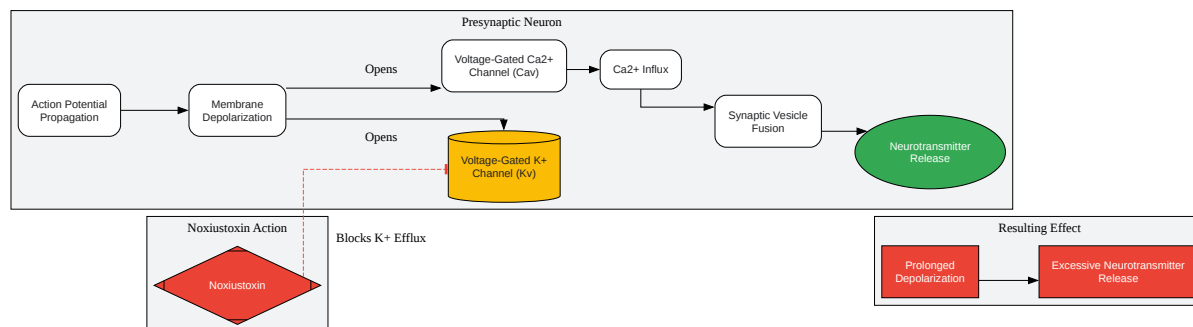 Presynaptic Neuron
Action Potential
Propagation
Membrane
Depolarization
Opens
Opens
Voltage-Gated Ca2+
Channel (Cav)
Ca2+ Influx
Voltage-Gated K+
Channel (Kv)
Synaptic Vesicle
Fusion
Neurotransmitter
Release
Noxiustoxin Action
Noxiustoxin
Blocks K+ Efflux
Resulting Effect
Prolonged
Depolarization
Excessive Neurotransmitter
Release